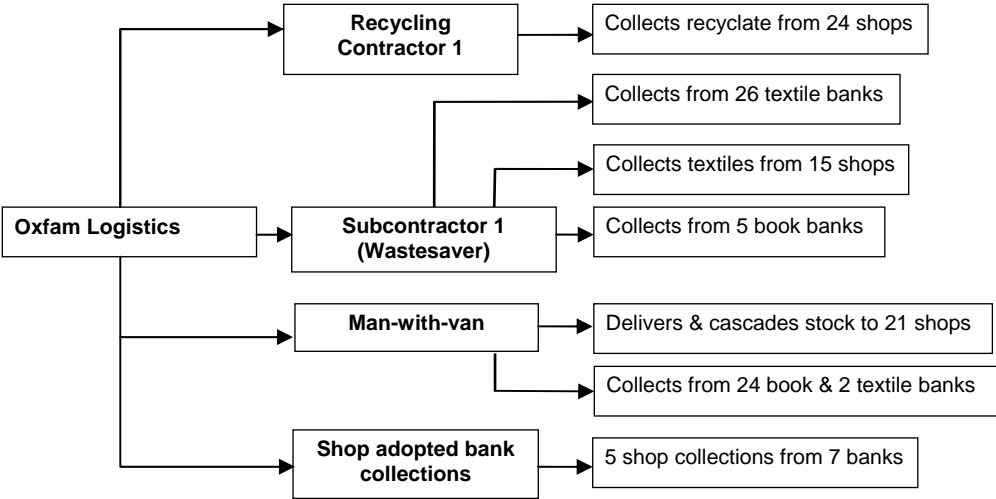 Recycling
Contractor 1
Collects recyclate from 24 shops
Collects from 26 textile banks
Collects textiles from 15 shops
Oxfam Logistics
Subcontractor 1
(Wastesaver)
Collects from 5 book banks
Man-with-van
Delivers & cascades stock to 21 shops
Collects from 24 book & 2 textile banks
Shop adopted bank
collections
5 shop collections from 7 banks